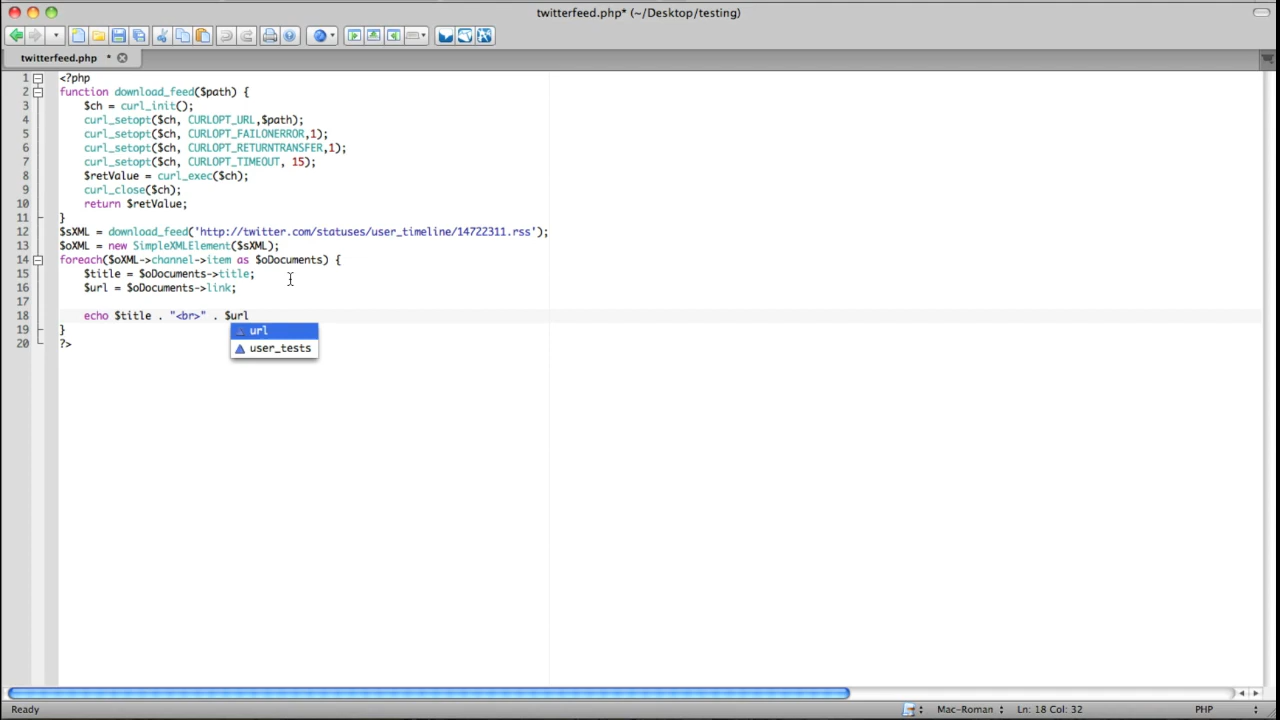 twitterfeed.php* (~/Desktop/testing)
twitterfeed.php *
1 <?php
2 function download_feed($path) {
3 $ch = curl_init();
4 curl_setopt($ch, CURLOPT_URL,$path);
5 curl_setopt($ch, CURLOPT_FAILONERROR,1);
6 curl_setopt($ch, CURLOPT_RETURNTRANSFER,1);
7 curl_setopt($ch, CURLOPT_TIMEOUT, 15);
8 $retValue = curl_exec($ch);
9 curl_close($ch);
10 return $retValue;
11 }
12 $sXML = download_feed('http://twitter.com/statuses/user_timeline/14722311.rss');
13 $oXML = new SimpleXMLElement($sXML);
14 foreach($oXML->channel->item as $oDocuments) {
15 $title = $oDocuments->title;
16 $url = $oDocuments->link;
17
18 echo $title . "<br>" . $url
url
19 }
user_tests
20 ?>
Ready Mac-Roman Ln: 18 Col: 32 PHP